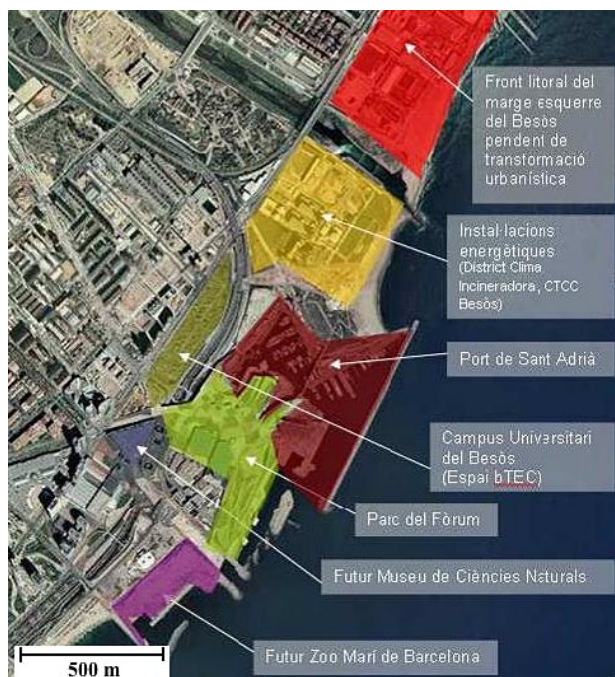 Front litoral del
marge esquerre
del Besòs
pendent de
transformació
urbanística
Instal·lacions
energètiques
(District Clima
Incineradora, CTCC
Besòs)
Port de Sant Adrià
Campus Universitari
del Besòs
(Espai bTEC)
Parc del Fòrum
Futur Museu de Ciències Naturals
Futur Zoo Marí de Barcelona
500 m